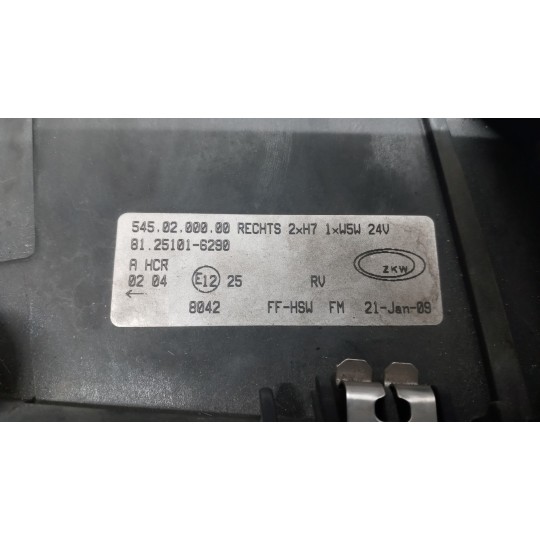 545.02.000.00 RECHTS 2xH7 1xW5W 24V
81.25101-6290
A HCR
ZKW
02 04 E12 25 RV
← 8042 FF-HSW FM 21-Jan-09